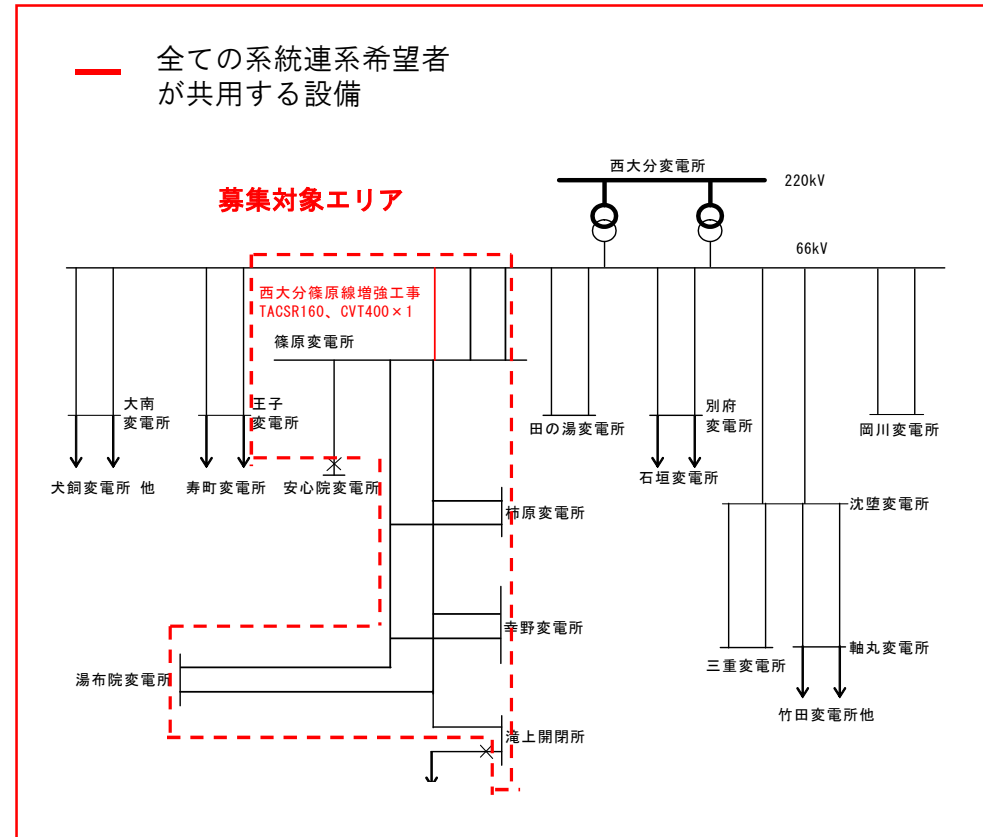 全ての系統連系希望者
が共用する設備
西大分変電所
220kV
募集対象エリア
66kV
西大分篠原線増強工事
TACSR160、CVT400×1
篠原変電所
大南
変電所
王子
変電所
田の湯変電所
別府
変電所
岡川変電所
犬飼変電所 他
寿町変電所
安心院変電所
石垣変電所
柿原変電所
沈堕変電所
幸野変電所
三重変電所
軸丸変電所
湯布院変電所
竹田変電所他
滝上開閉所